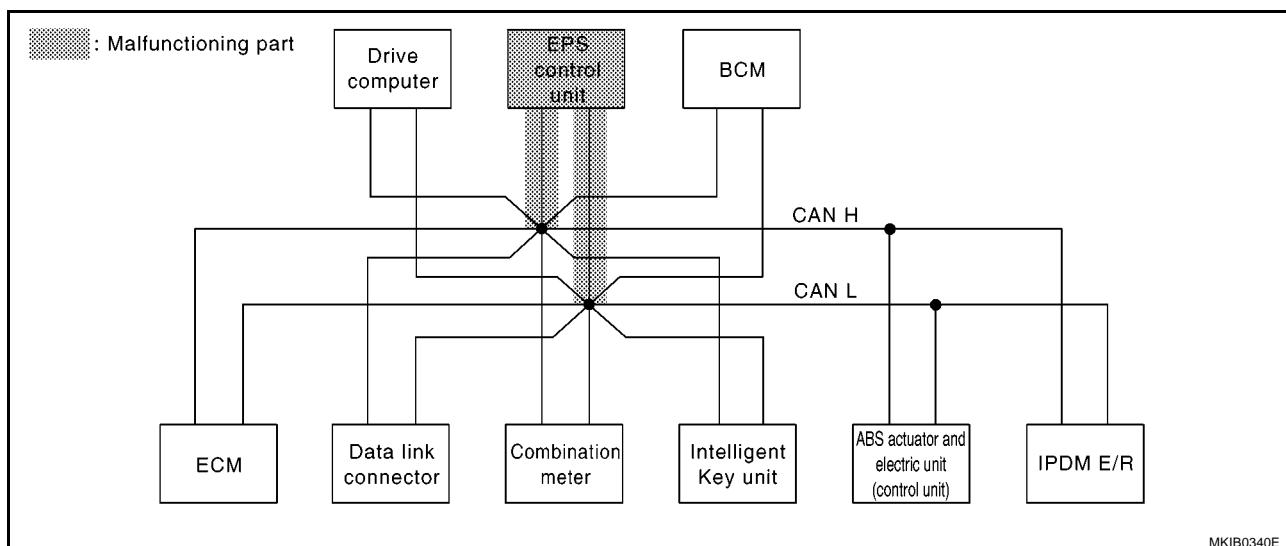 : Malfunctioning part
Drive
computer
EPS
control
unit
BCM
CAN H
CAN L
ECM
Data link
connector
Combination
meter
Intelligent
Key unit
ABS actuator and
electric unit
(control unit)
IPDM E/R
MKIB0340E